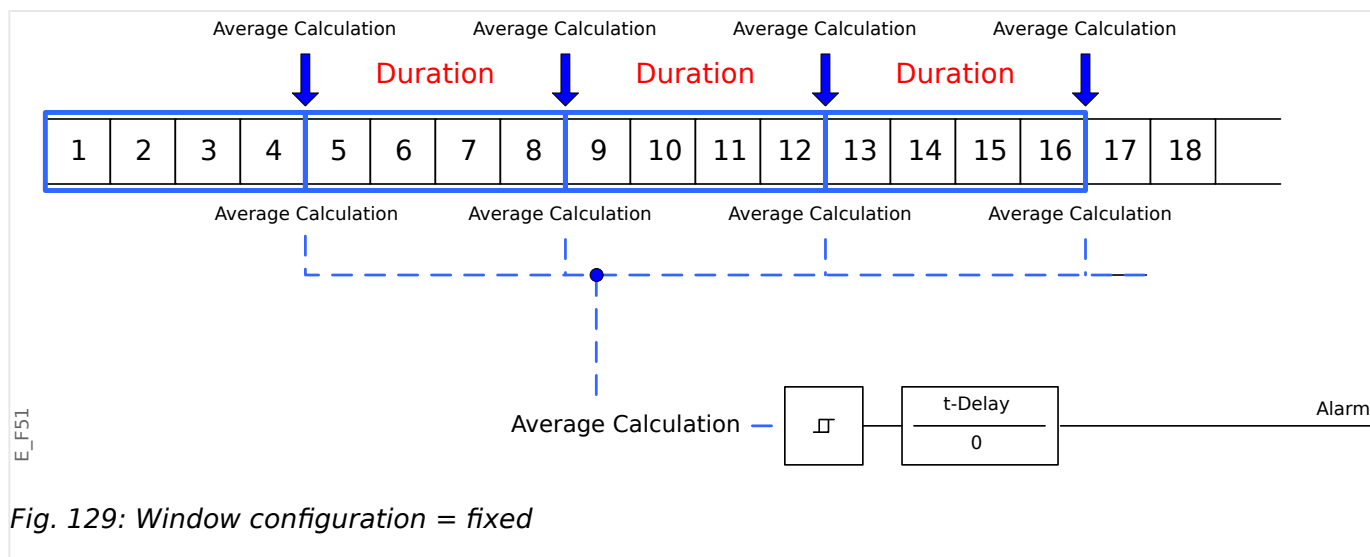 Average Calculation Average Calculation Average Calculation Average Calculation
Duration Duration Duration
1 2 3 4 5 6 7 8 9 10 11 12 13 14 15 16 17 18
Average Calculation Average Calculation Average Calculation Average Calculation
t-Delay
Alarm
Average Calculation
0
E_F51
Fig. 129: Window configuration = fixed